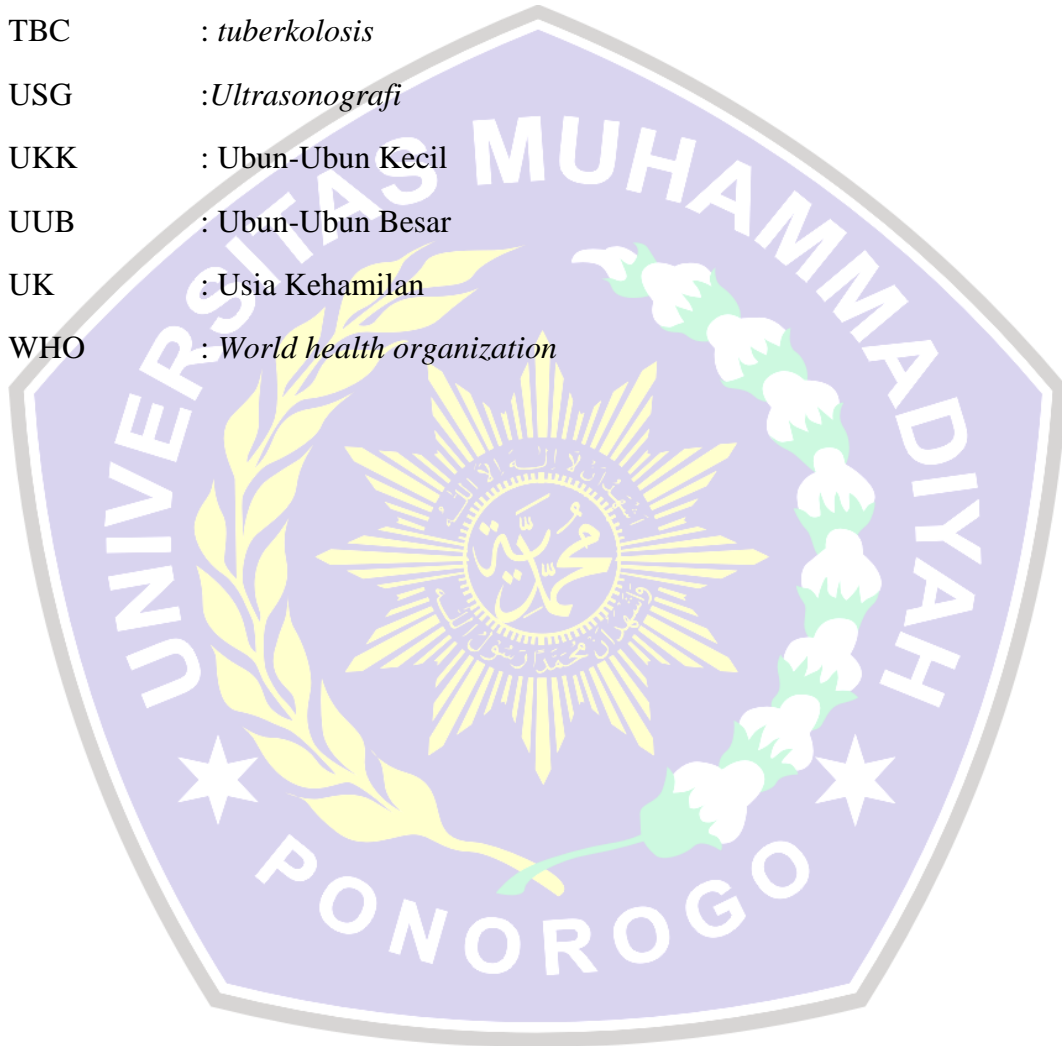 TBC : tuberkolosis
USG :Ultrasonografi
UKK : Ubun-Ubun Kecil
UUB : Ubun-Ubun Besar
UK : Usia Kehamilan
WHO : World health organization
UNIVERSITAS MUHAMMADIYAH
محمد
PONOROGO